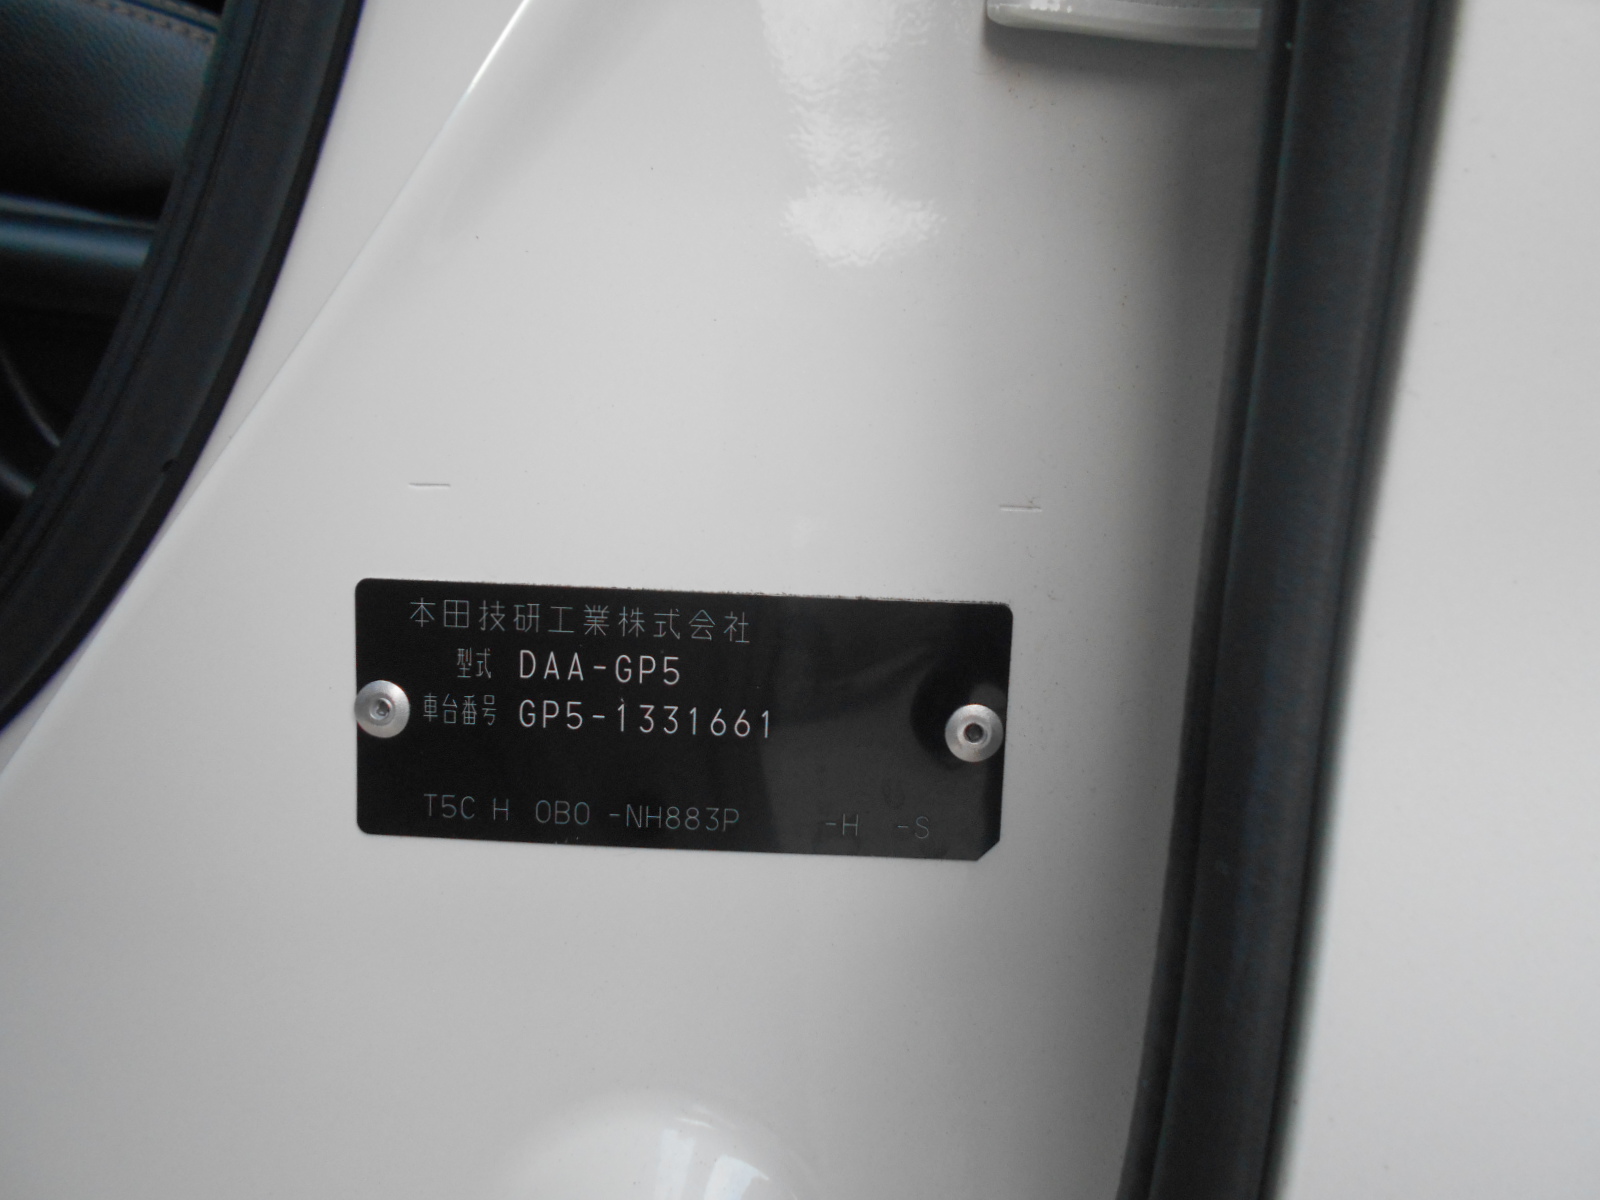 本田技研工業株式会社
型式 DAA-GP5
車台番号 GP5-1331661
T5C H 0B0 -NH883P -H -S